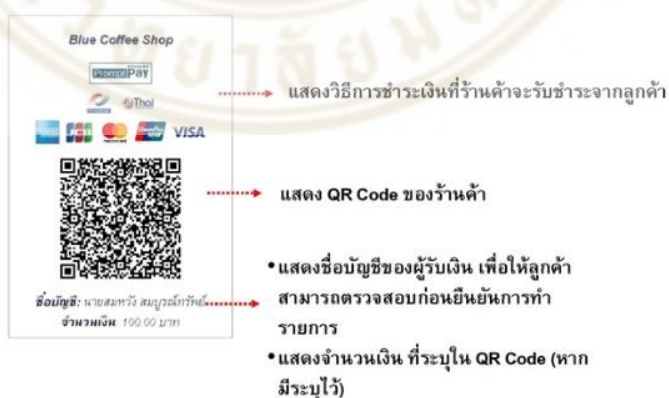 Blue Coffee Shop
PromptPay
Thai
JCB VISA
แสดงวิธีการชำระเงินที่ร้านค้าจะรับชำระจากลูกค้า
แสดง QR Code ของร้านค้า
ชื่อบัญชี: นายสมหวัง สมบูรณ์ทรัพย์
จำนวนเงิน 100.00 บาท
•แสดงชื่อบัญชีของผู้รับเงิน เพื่อให้ลูกค้า
สามารถตรวจสอบก่อนยืนยันการทำ
รายการ
•แสดงจำนวนเงิน ที่ระบุใน QR Code (หาก
มีระบุไว้)